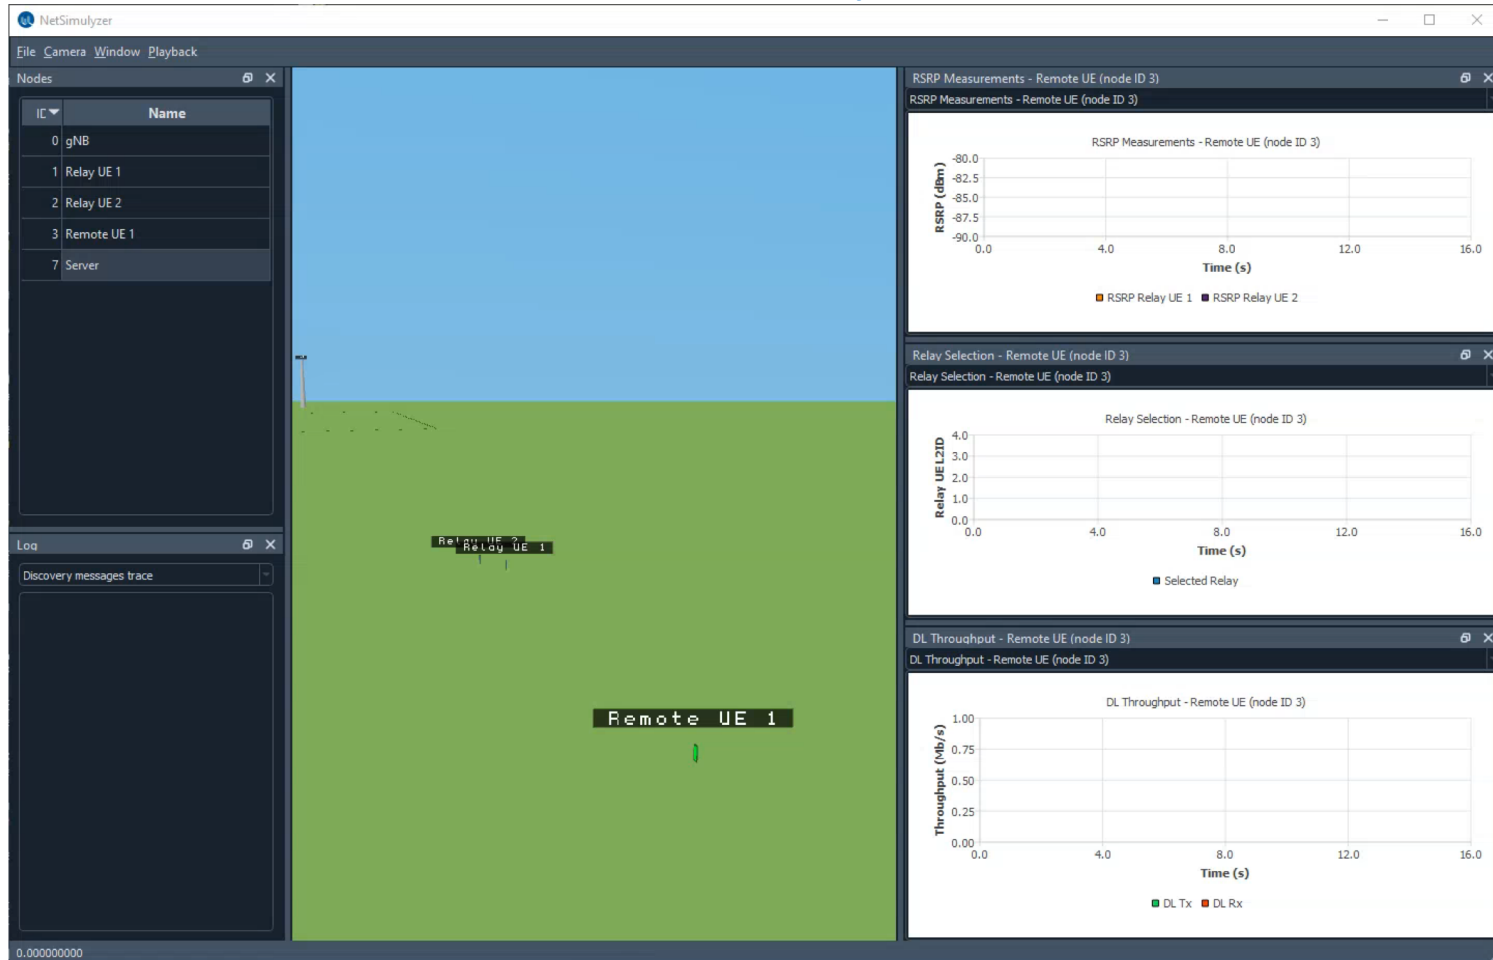 NetSimulyzer
File Camera Window Playback
Nodes
Name
0 gNB
1 Relay UE 1
2 Relay UE 2
3 Remote UE 1
7 Server
Log
Discovery messages trace
0.000000000
Relay UE 2
Relay UE 1
Remote UE 1
RSRP Measurements - Remote UE (node ID 3)
RSRP Measurements - Remote UE (node ID 3)
RSRP Measurements - Remote UE (node ID 3)
RSRP (dBm)
-80.0
-82.5
-85.0
-87.5
-90.0
0.0 4.0 8.0 12.0 16.0
Time (s)
RSRP Relay UE 1 RSRP Relay UE 2
Relay Selection - Remote UE (node ID 3)
Relay Selection - Remote UE (node ID 3)
Relay Selection - Remote UE (node ID 3)
Relay UE L2ID
4.0
3.0
2.0
1.0
0.0
0.0 4.0 8.0 12.0 16.0
Time (s)
Selected Relay
DL Throughput - Remote UE (node ID 3)
DL Throughput - Remote UE (node ID 3)
DL Throughput - Remote UE (node ID 3)
Throughput (Mb/s)
1.00
0.75
0.50
0.25
0.00
0.0 4.0 8.0 12.0 16.0
Time (s)
DL Tx DL Rx